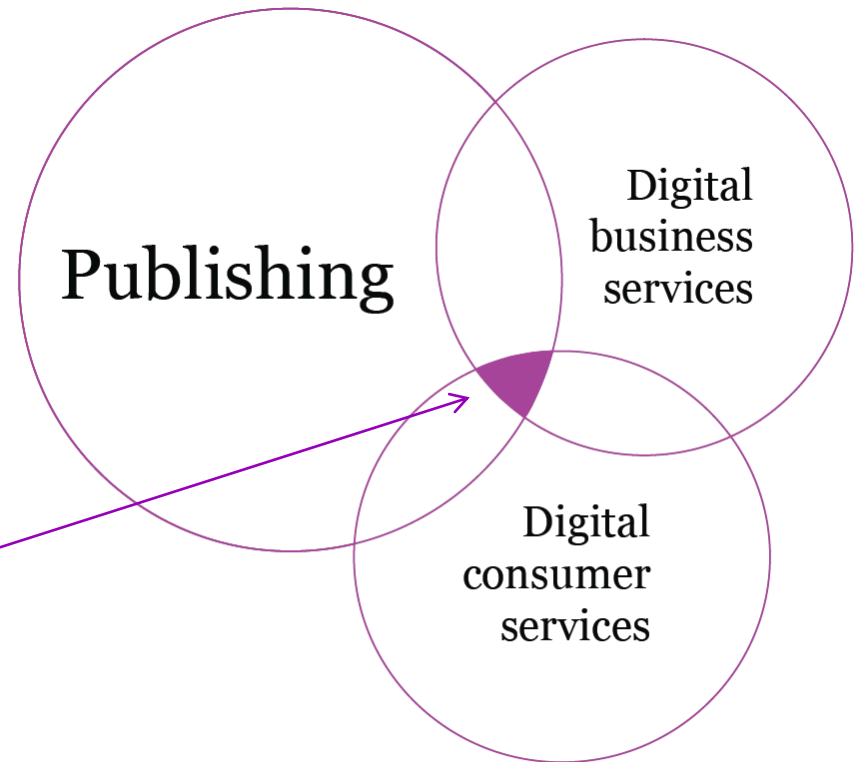 Publishing
Digital
business
services
Digital
consumer
services